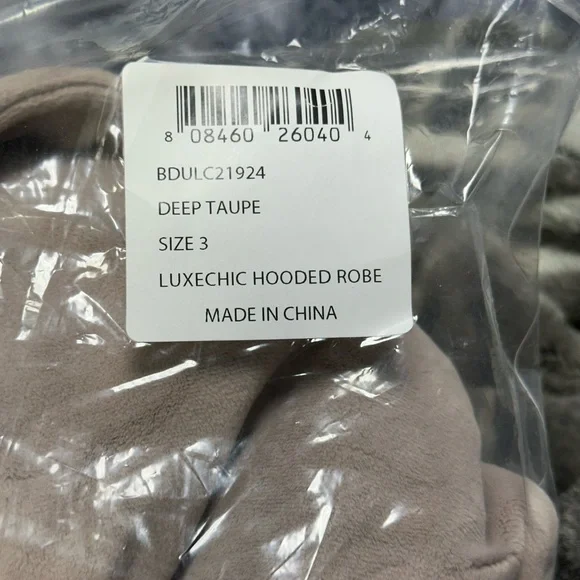 8 08460 26040 4
BDULC21924
DEEP TAUPE
SIZE 3
LUXECHIC HOODED ROBE
MADE IN CHINA